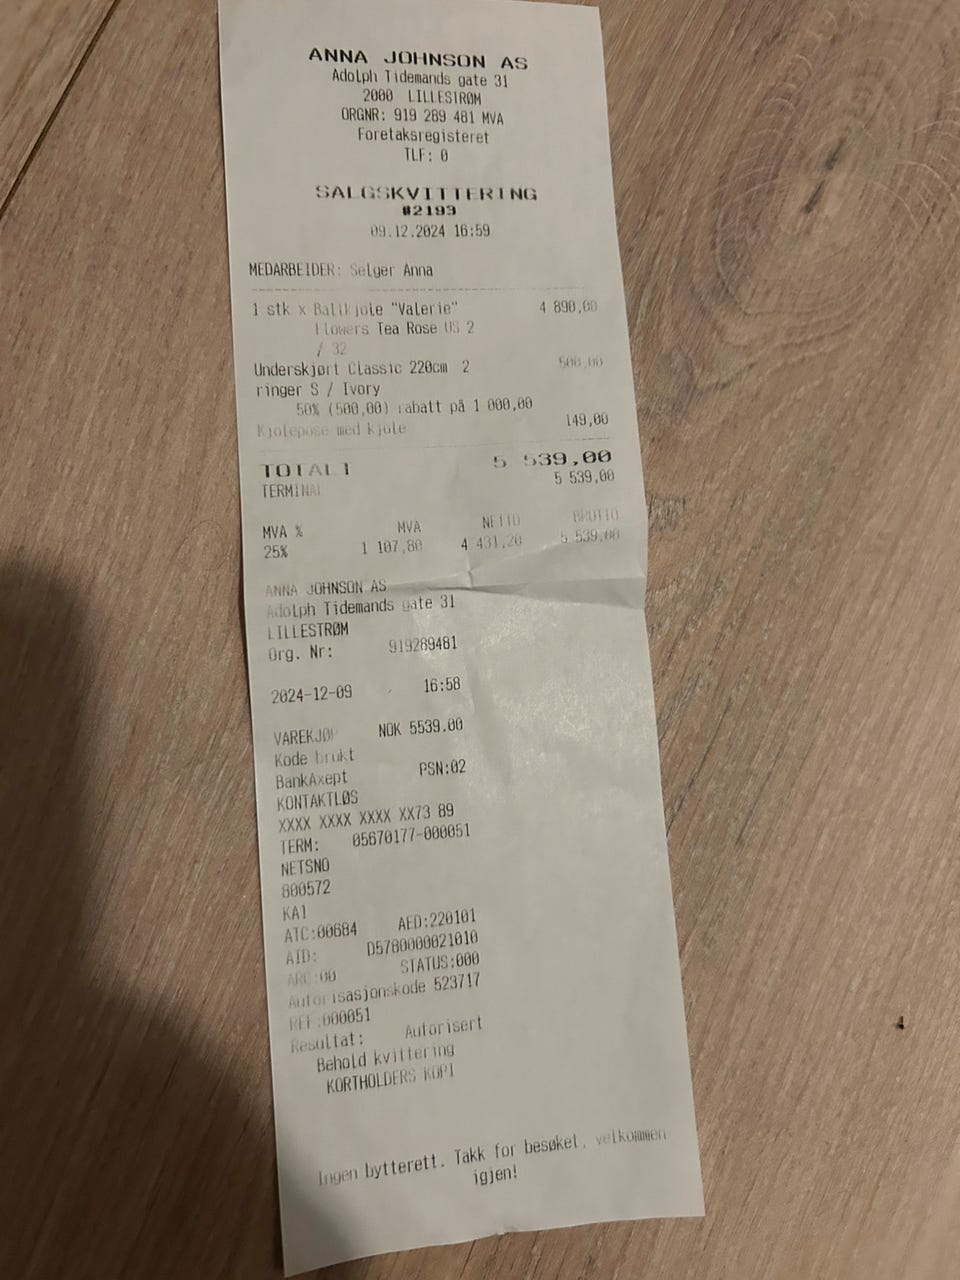 ANNA JOHNSON AS
Adolph Tidemands gate 31
2000 LILLESTRØM
ORGNR: 919 289 481 MVA
Foretaksregisteret
TLF: 0
SALGSKVITTERING
#2193
09.12.2024 16:59
MEDARBEIDER: Selger Anna
1 stk x Ballkjole "Valerie" 4 890,00
Flowers Tea Rose US 2
/ 32
Underskjørt Classic 220cm 2 500,00
ringer S / Ivory
50% (500,00) rabatt på 1 000,00
Kjolepose med kjole 149,00
TOTALT 5 539,00
TERMINAL 5 539,00
MVA % MVA NETTO BRUTTO
25% 1 107,80 4 431,20 5 539,00
ANNA JOHNSON AS
Adolph Tidemands gate 31
LILLESTRØM
Org. Nr: 919289481
2024-12-09 16:58
VAREKJØP NOK 5539.00
Kode brukt
BankAxept PSN:02
KONTAKTLØS
XXXX XXXX XXXX XX73 89
TERM: 05670177-000051
NETSNO
800572
KA1
ATC:00684 AED:220101
AID: D5780000021010
ARC:00 STATUS:000
Autorisasjonskode 523717
REF:000051
Resultat: Autorisert
Behold kvittering
KORTHOLDERS KOPI
Ingen bytterett. Takk for besøket, velkommen
igjen!